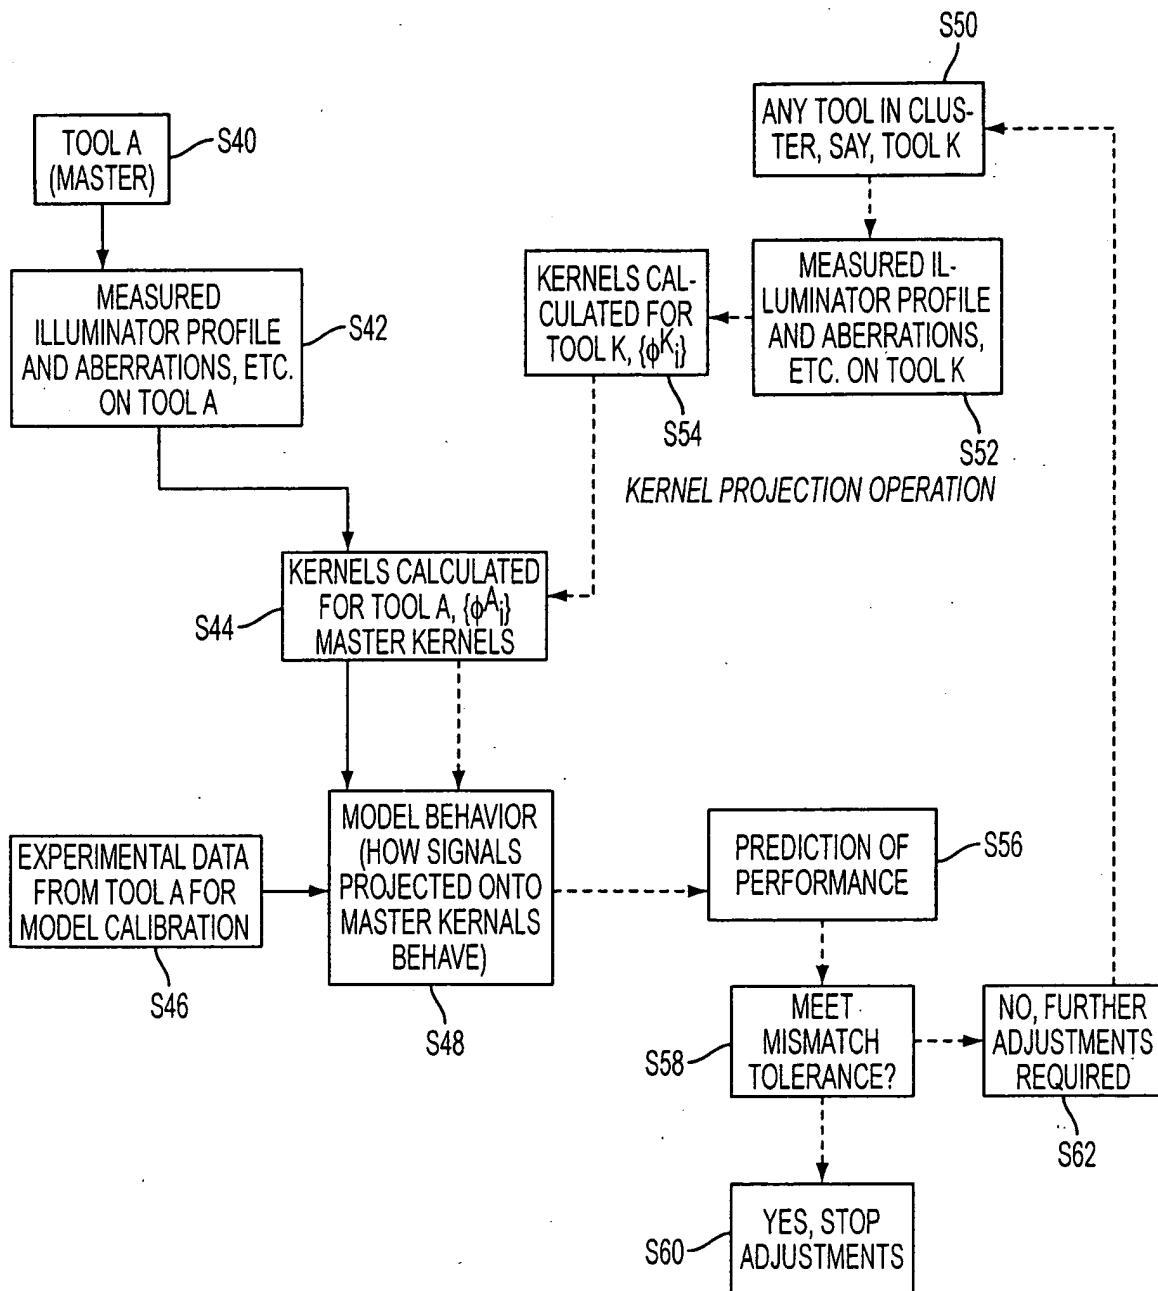 S50
ANY TOOL IN CLUS-
TER, SAY, TOOL K
TOOL A
(MASTER)
S40
MEASURED
ILLUMINATOR PROFILE
AND ABERRATIONS, ETC.
ON TOOL A
S42
KERNELS CAL-
CULATED FOR
TOOL K, {ϕK i}
S54
MEASURED IL-
LUMINATOR PROFILE
AND ABERRATIONS,
ETC. ON TOOL K
S52
KERNEL PROJECTION OPERATION
KERNELS CALCULATED
FOR TOOL A, {ϕA i}
MASTER KERNELS
S44
EXPERIMENTAL DATA
FROM TOOL A FOR
MODEL CALIBRATION
S46
MODEL BEHAVIOR
(HOW SIGNALS
PROJECTED ONTO
MASTER KERNALS
BEHAVE)
S48
PREDICTION OF
PERFORMANCE
S56
MEET
MISMATCH
TOLERANCE?
S58
NO, FURTHER
ADJUSTMENTS
REQUIRED
S62
YES, STOP
ADJUSTMENTS
S60